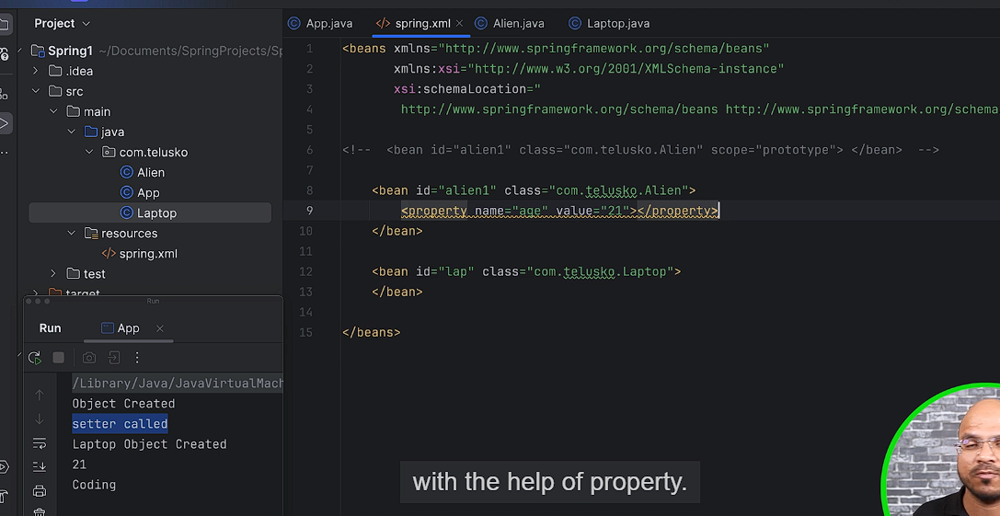 Project
App.java
spring.xml
Alien.java
Laptop.java
Spring1 ~/Documents/SpringProjects/Sp
.idea
src
main
java
com.telusko
Alien
App
Laptop
resources
spring.xml
test
target
1 <beans xmlns="http://www.springframework.org/schema/beans"
2 xmlns:xsi="http://www.w3.org/2001/XMLSchema-instance"
3 xsi:schemaLocation="
4 http://www.springframework.org/schema/beans http://www.springframework.org/schema
5
6 <!-- <bean id="alien1" class="com.telusko.Alien" scope="prototype"> </bean> -->
7
8 <bean id="alien1" class="com.telusko.Alien">
9 <property name="age" value="21"></property>
10 </bean>
11
12 <bean id="lap" class="com.telusko.Laptop">
13 </bean>
14
15 </beans>
Run
Run App
/Library/Java/JavaVirtualMach
Object Created
setter called
Laptop Object Created
21
Coding
with the help of property.